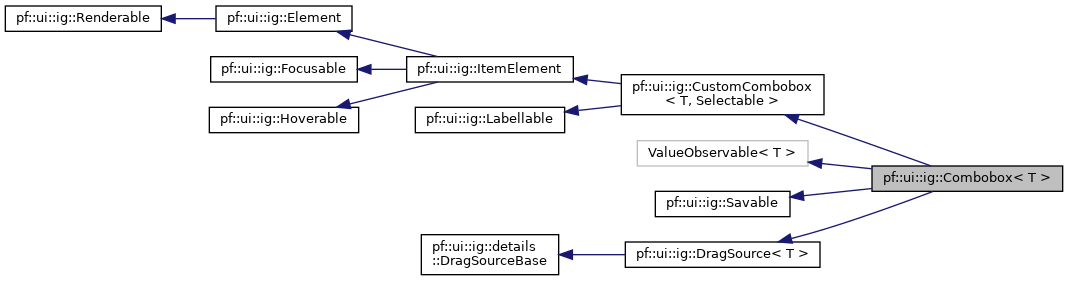 pf::ui::ig::Renderable
pf::ui::ig::Element
pf::ui::ig::Focusable
pf::ui::ig::ItemElement
pf::ui::ig::Hoverable
pf::ui::ig::Labellable
pf::ui::ig::CustomCombobox
< T, Selectable >
ValueObservable< T >
pf::ui::ig::Combobox< T >
pf::ui::ig::Savable
pf::ui::ig::details
::DragSourceBase
pf::ui::ig::DragSource< T >